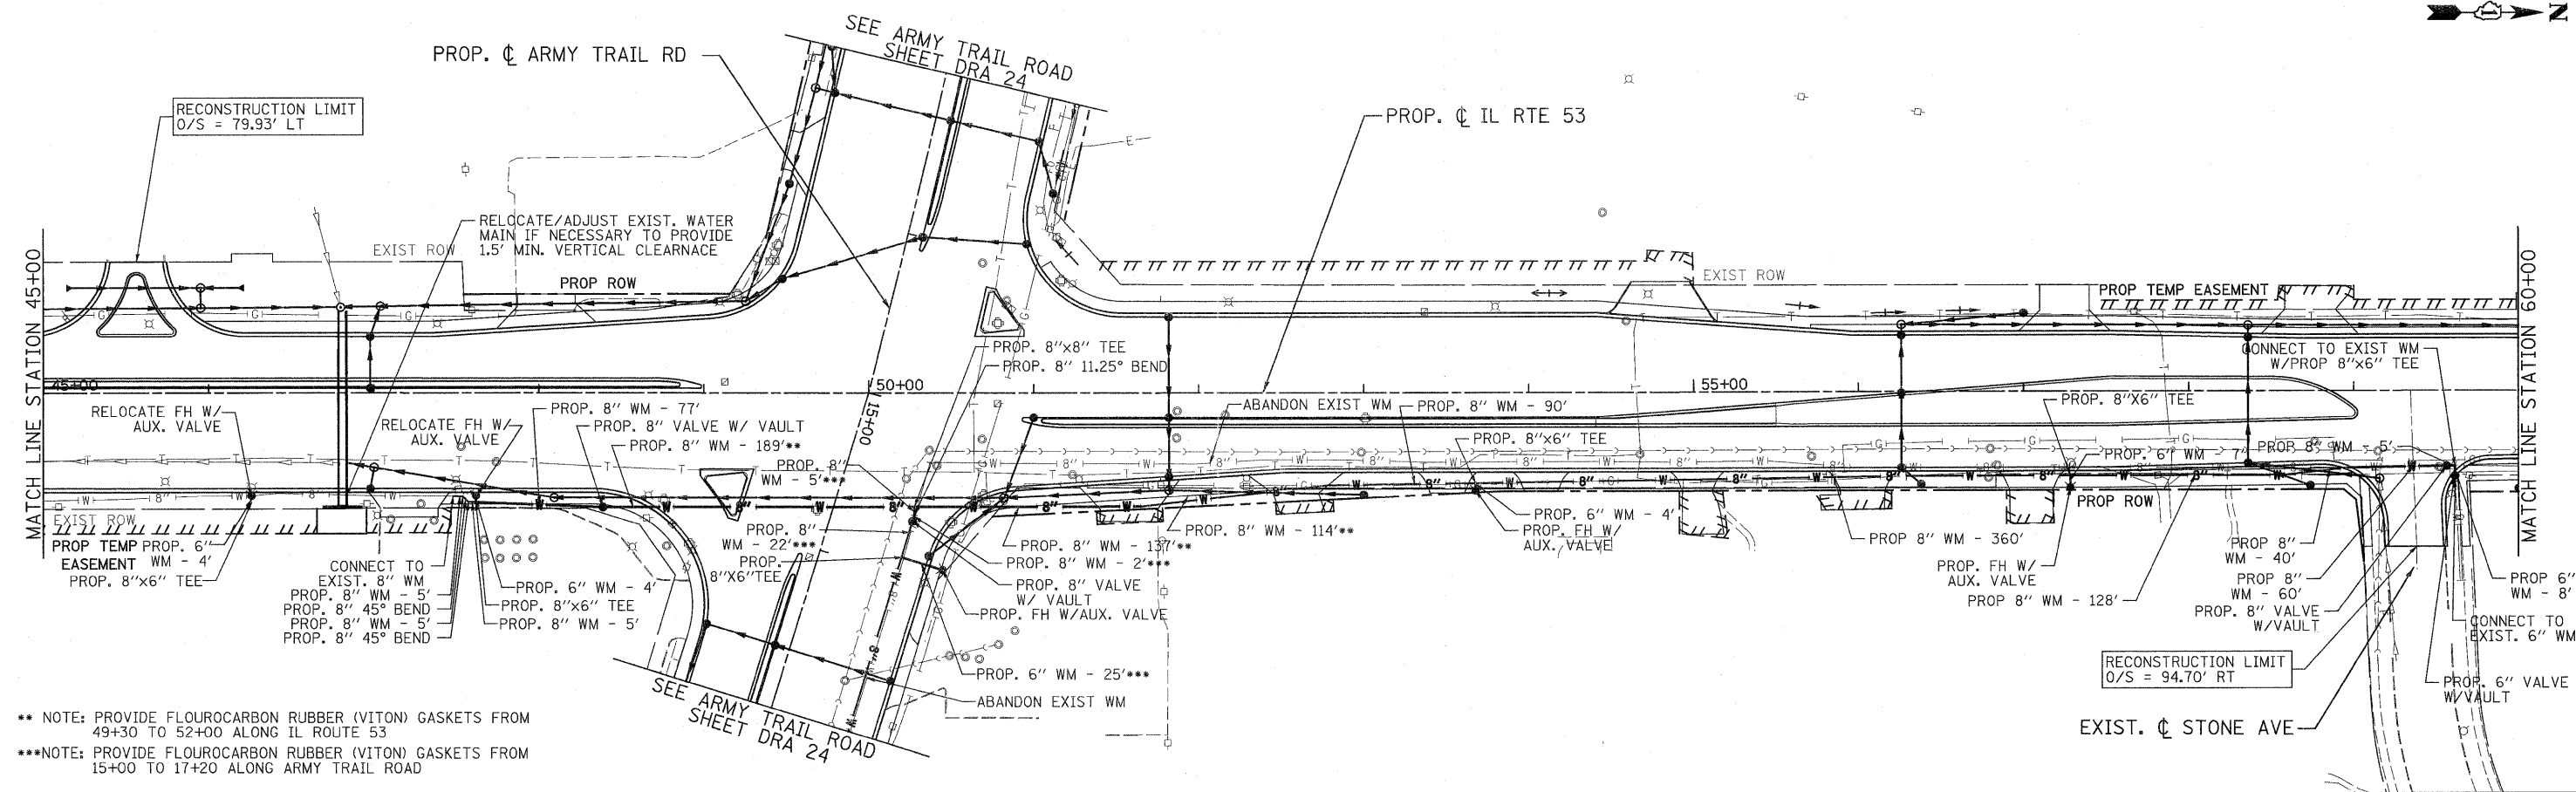 N
SEE ARMY TRAIL ROAD
SHEET DRA 24
PROP. ℄ ARMY TRAIL RD
RECONSTRUCTION LIMIT
O/S = 79.93' LT
PROP. ℄ IL RTE 53
RELOCATE/ADJUST EXIST. WATER
MAIN IF NECESSARY TO PROVIDE
1.5' MIN. VERTICAL CLEARNACE
EXIST ROW
PROP ROW
EXIST ROW
PROP TEMP EASEMENT
MATCH LINE STATION 45+00
MATCH LINE STATION 60+00
CONNECT TO EXIST WM
W/PROP 8"×6" TEE
PROP. 8"×8" TEE
PROP. 8" 11.25° BEND
45+00
50+00
55+00
15+00
RELOCATE FH W/
AUX. VALVE
RELOCATE FH W/
AUX. VALVE
PROP. 8" WM - 77'
PROP. 8" VALVE W/ VAULT
PROP. 8" WM - 189'**
PROP. 8"
WM - 5'***
ABANDON EXIST WM
PROP. 8" WM - 90'
PROP. 8"×6" TEE
PROP. 8"X6" TEE
PROP. 6" WM - 7'
PROP 8" WM - 5'
EXIST ROW
PROP TEMP
EASEMENT
PROP. 6"
WM - 4'
PROP. 8"×6" TEE
CONNECT TO
EXIST. 8" WM
PROP. 8" WM - 5'
PROP. 8" 45° BEND
PROP. 8" WM - 5'
PROP. 8" 45° BEND
PROP. 6" WM - 4'
PROP. 8"×6" TEE
PROP. 8" WM - 5'
PROP. 8"
WM - 22'***
PROP.
8"X6"TEE
PROP. 8" WM - 114'**
PROP. 8" WM - 137'**
PROP. 8" WM - 2'***
PROP. 8" VALVE
W/ VAULT
PROP. FH W/AUX. VALVE
PROP. 6" WM - 25'***
ABANDON EXIST WM
PROP. 6" WM - 4'
PROP. FH W/
AUX. VALVE
PROP ROW
PROP 8" WM - 360'
PROP. FH W/
AUX. VALVE
PROP 8" WM - 128'
PROP 8"
WM - 40'
PROP 8"
WM - 60'
PROP. 8" VALVE
W/VAULT
PROP 6"
WM - 8'
CONNECT TO
EXIST. 6" WM
PROP. 6" VALVE
W/VAULT
RECONSTRUCTION LIMIT
O/S = 94.70' RT
EXIST. ℄ STONE AVE
SEE ARMY TRAIL ROAD
SHEET DRA 24
** NOTE: PROVIDE FLOUROCARBON RUBBER (VITON) GASKETS FROM
49+30 TO 52+00 ALONG IL ROUTE 53
***NOTE: PROVIDE FLOUROCARBON RUBBER (VITON) GASKETS FROM
15+00 TO 17+20 ALONG ARMY TRAIL ROAD